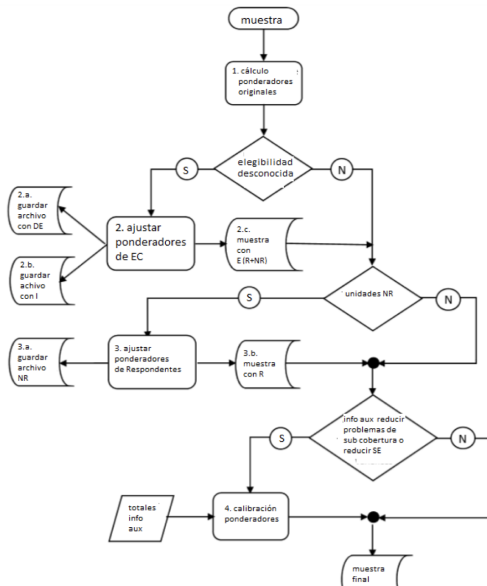 muestra
1. cálculo
ponderadores
originales
elegibilidad
desconocida
S
N
2.a.
guardar
archivo
con DE
2. ajustar
ponderadores
de EC
2.c.
muestra
con
E (R+NR)
2.b.
guardar
achivo
con I
unidades NR
S
N
3.a.
guardar
archivo
NR
3. ajustar
ponderadores
de Respondentes
3.b.
muestra
con R
info aux reducir
problemas de
sub cobertura o
reducir SE
S
N
totales
info
aux
4. calibración
ponderadores
muestra
final